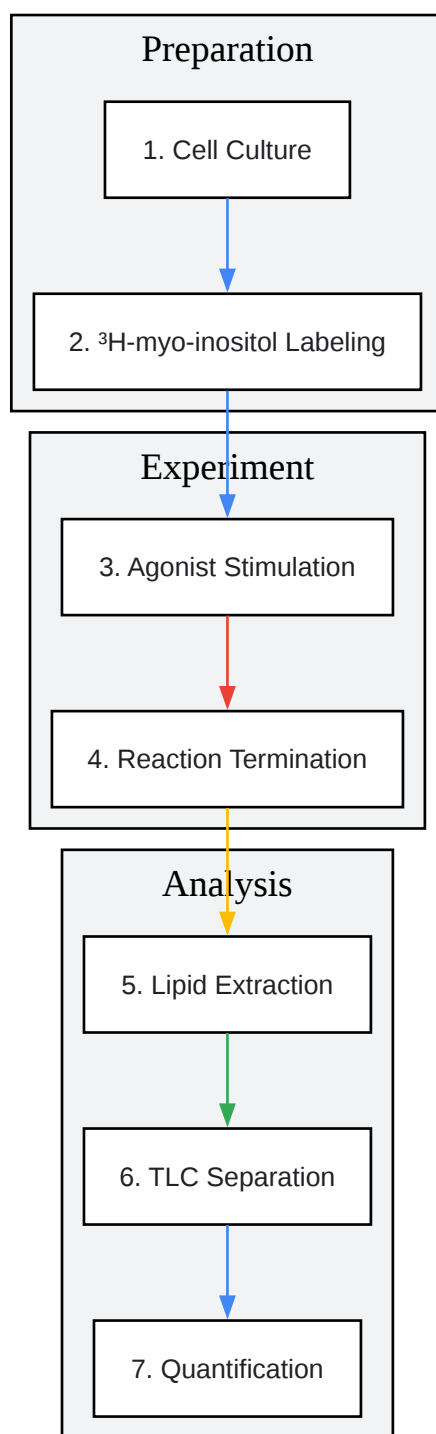 Preparation
1. Cell Culture
2. ³H-myo-inositol Labeling
Experiment
3. Agonist Stimulation
4. Reaction Termination
Analysis
5. Lipid Extraction
6. TLC Separation
7. Quantification